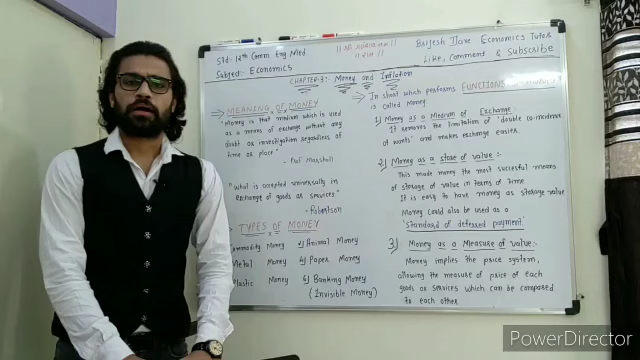 Std: 12th Comm Eng Med
Subject: Economics
Brijesh Dave Economics Tutor
Like, Comment & Subscribe
CHAPTER-3:- Money and Inflation
→ MEANING OF MONEY
"Money is that medium which is used
as a means of exchange without any
doubt or investigation regardless of
time or place"
- Prof. Marshall
"What is accepted universally in
exchange of goods or services."
- Robertson
→ TYPES OF MONEY
Commodity Money 2) Animal Money
Metal Money 4) Paper Money
Plastic Money 6) Banking Money
(Invisible Money)
→ In short which performs FUNCTIONS
is called Money
1) Money as a Medium of Exchange
It removes the limitation of 'double co-incidence
of wants' and makes exchange easier.
2) Money as a store of value:-
This made money the most successful means
of storage of value in terms of Time
It is easy to have money as storage value
Money could also be used as a
'Standard of deferred payment'
3) Money as a Measure of value:-
Money implies the price system,
allowing the measure of price of each
goods or services which can be compared
to each other
PowerDirector